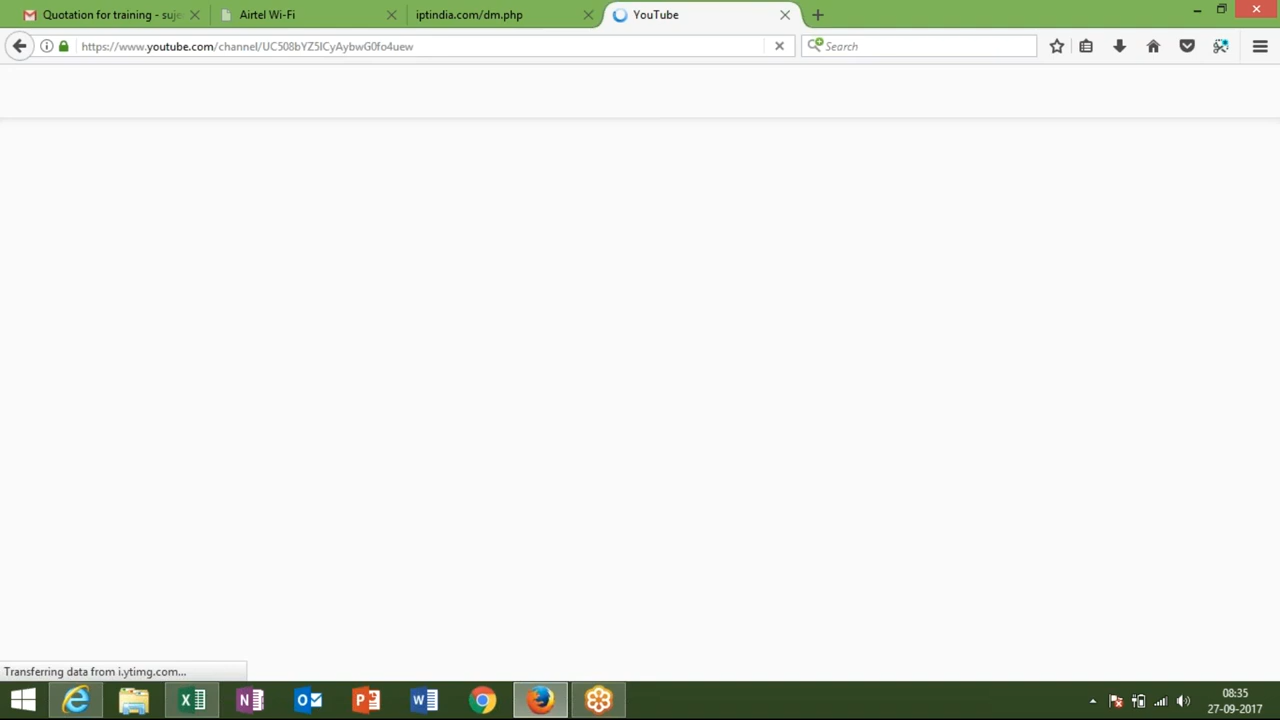 Quotation for training - suje
Airtel Wi-Fi
iptindia.com/dm.php
YouTube
https://www.youtube.com/channel/UC508bYZ5ICyAybwG0fo4uew
Search
Transferring data from i.ytimg.com...
08:35
27-09-2017